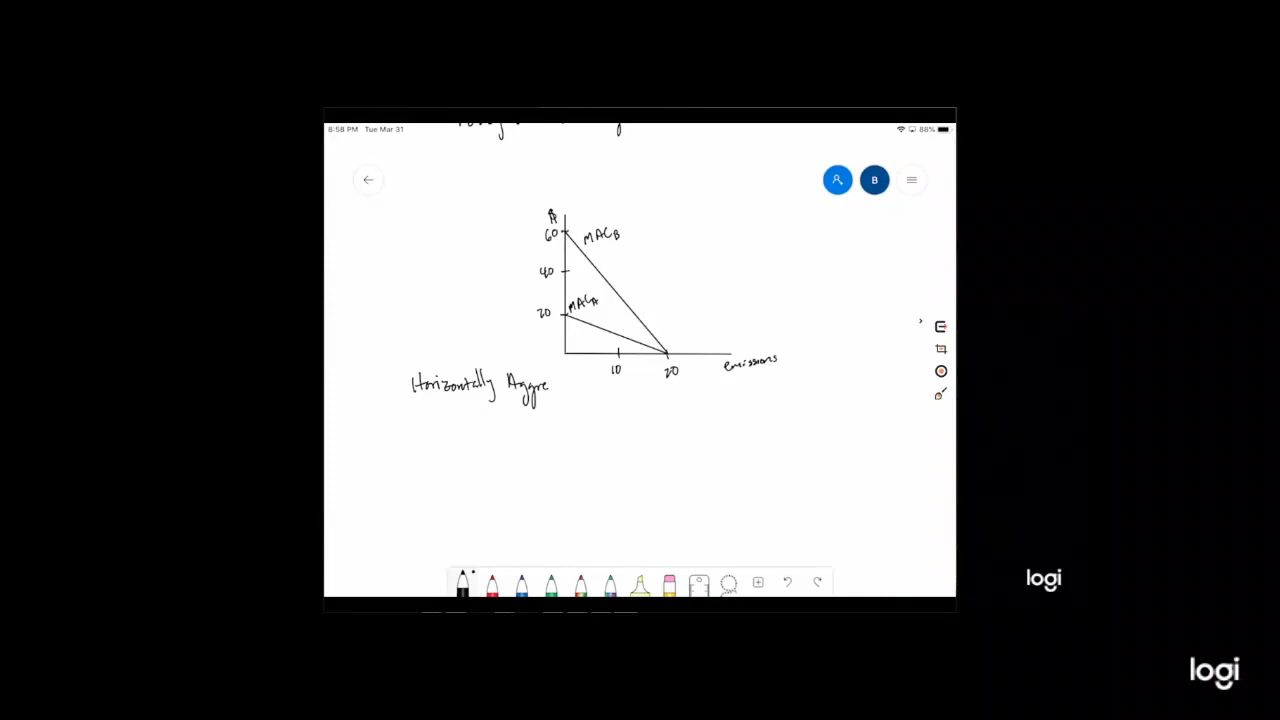 8:58 PM Tue Mar 31
88%
B
$
60
MACB
40
MACA
20
10
20
emissions
Horizontally Aggre
logi
logi